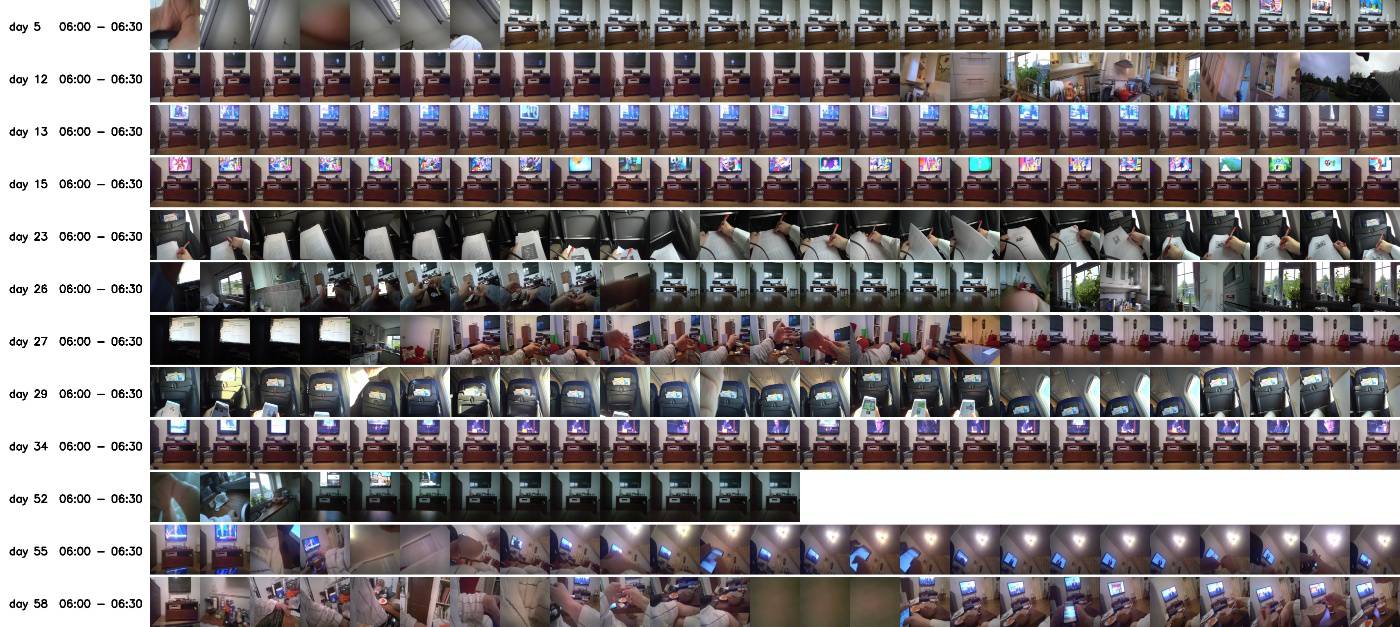 day 5 06:00 – 06:30
day 12 06:00 – 06:30
day 13 06:00 – 06:30
day 15 06:00 – 06:30
day 23 06:00 – 06:30
day 26 06:00 – 06:30
day 27 06:00 – 06:30
day 29 06:00 – 06:30
day 34 06:00 – 06:30
day 52 06:00 – 06:30
day 55 06:00 – 06:30
day 58 06:00 – 06:30